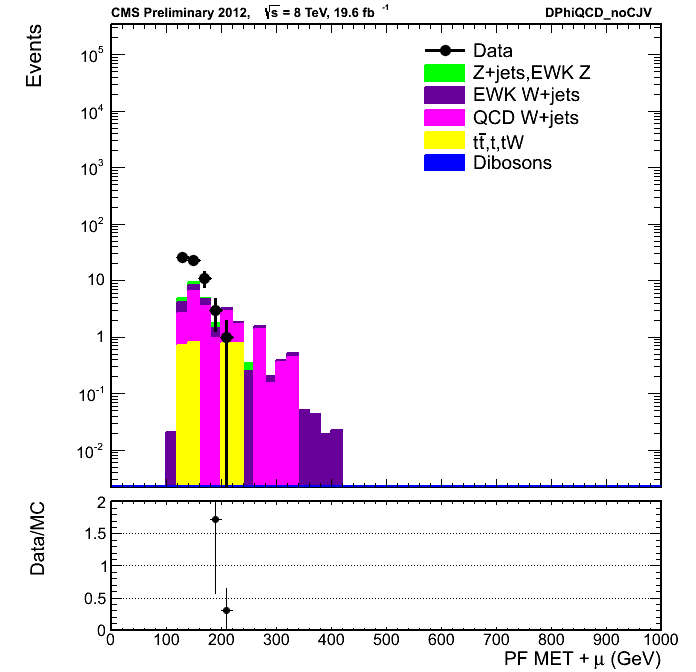 CMS Preliminary 2012, √s = 8 TeV, 19.6 fb⁻¹ DPhiQCD_noCJV
Events
Data
Z+jets,EWK Z
EWK W+jets
QCD W+jets
tt̄,t,tW
Dibosons
10⁵
10⁴
10³
10²
10
1
10⁻¹
10⁻²
Data/MC
2
1.5
1
0.5
0
0 100 200 300 400 500 600 700 800 900 1000
PF MET + μ (GeV)